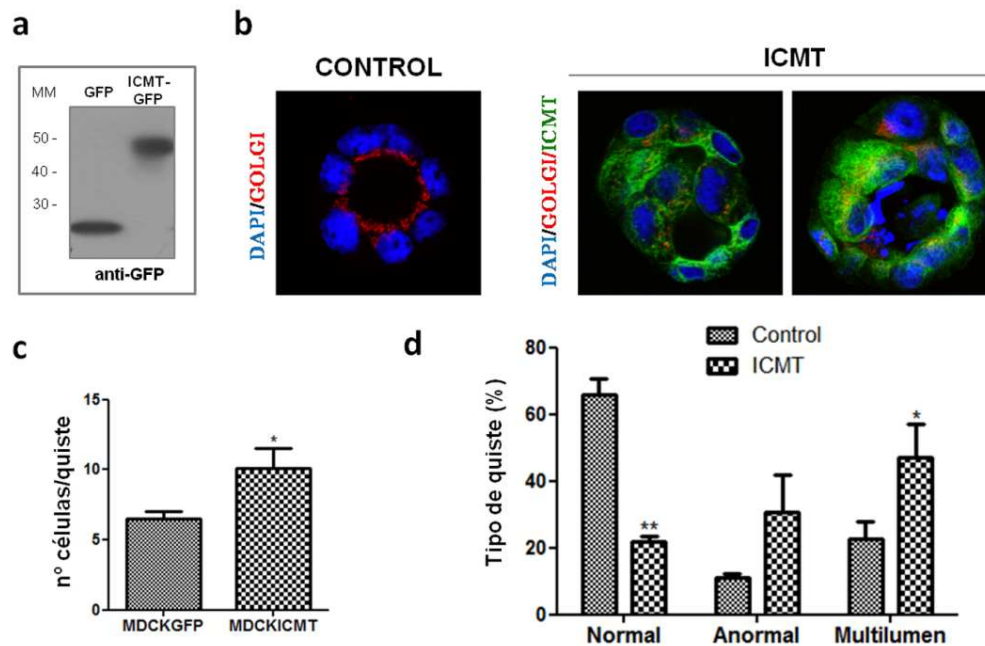 a
MM
GFP
ICMT-
GFP
50 -
40 -
30 -
anti-GFP
b
CONTROL
DAPI/GOLGI
ICMT
DAPI/GOLGI/ICMT
c
nº células/quiste
15
10
5
0
*
MDCKGFP
MDCKICMT
d
Control
ICMT
Tipo de quiste (%)
80
60
40
20
0
**
*
Normal
Anormal
Multilumen